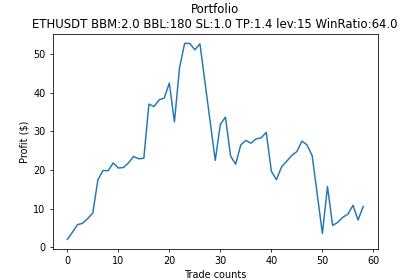 Portfolio
ETHUSDT BBM:2.0 BBL:180 SL:1.0 TP:1.4 lev:15 WinRatio:64.0
50
40
30
20
10
0
Profit ($)
0 10 20 30 40 50 60
Trade counts